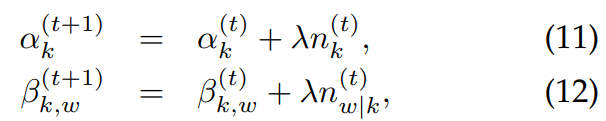 α_k^{(t+1)} = α_k^{(t)} + λn_k^{(t)}, (11)
β_{k,w}^{(t+1)} = β_{k,w}^{(t)} + λn_{w|k}^{(t)}, (12)